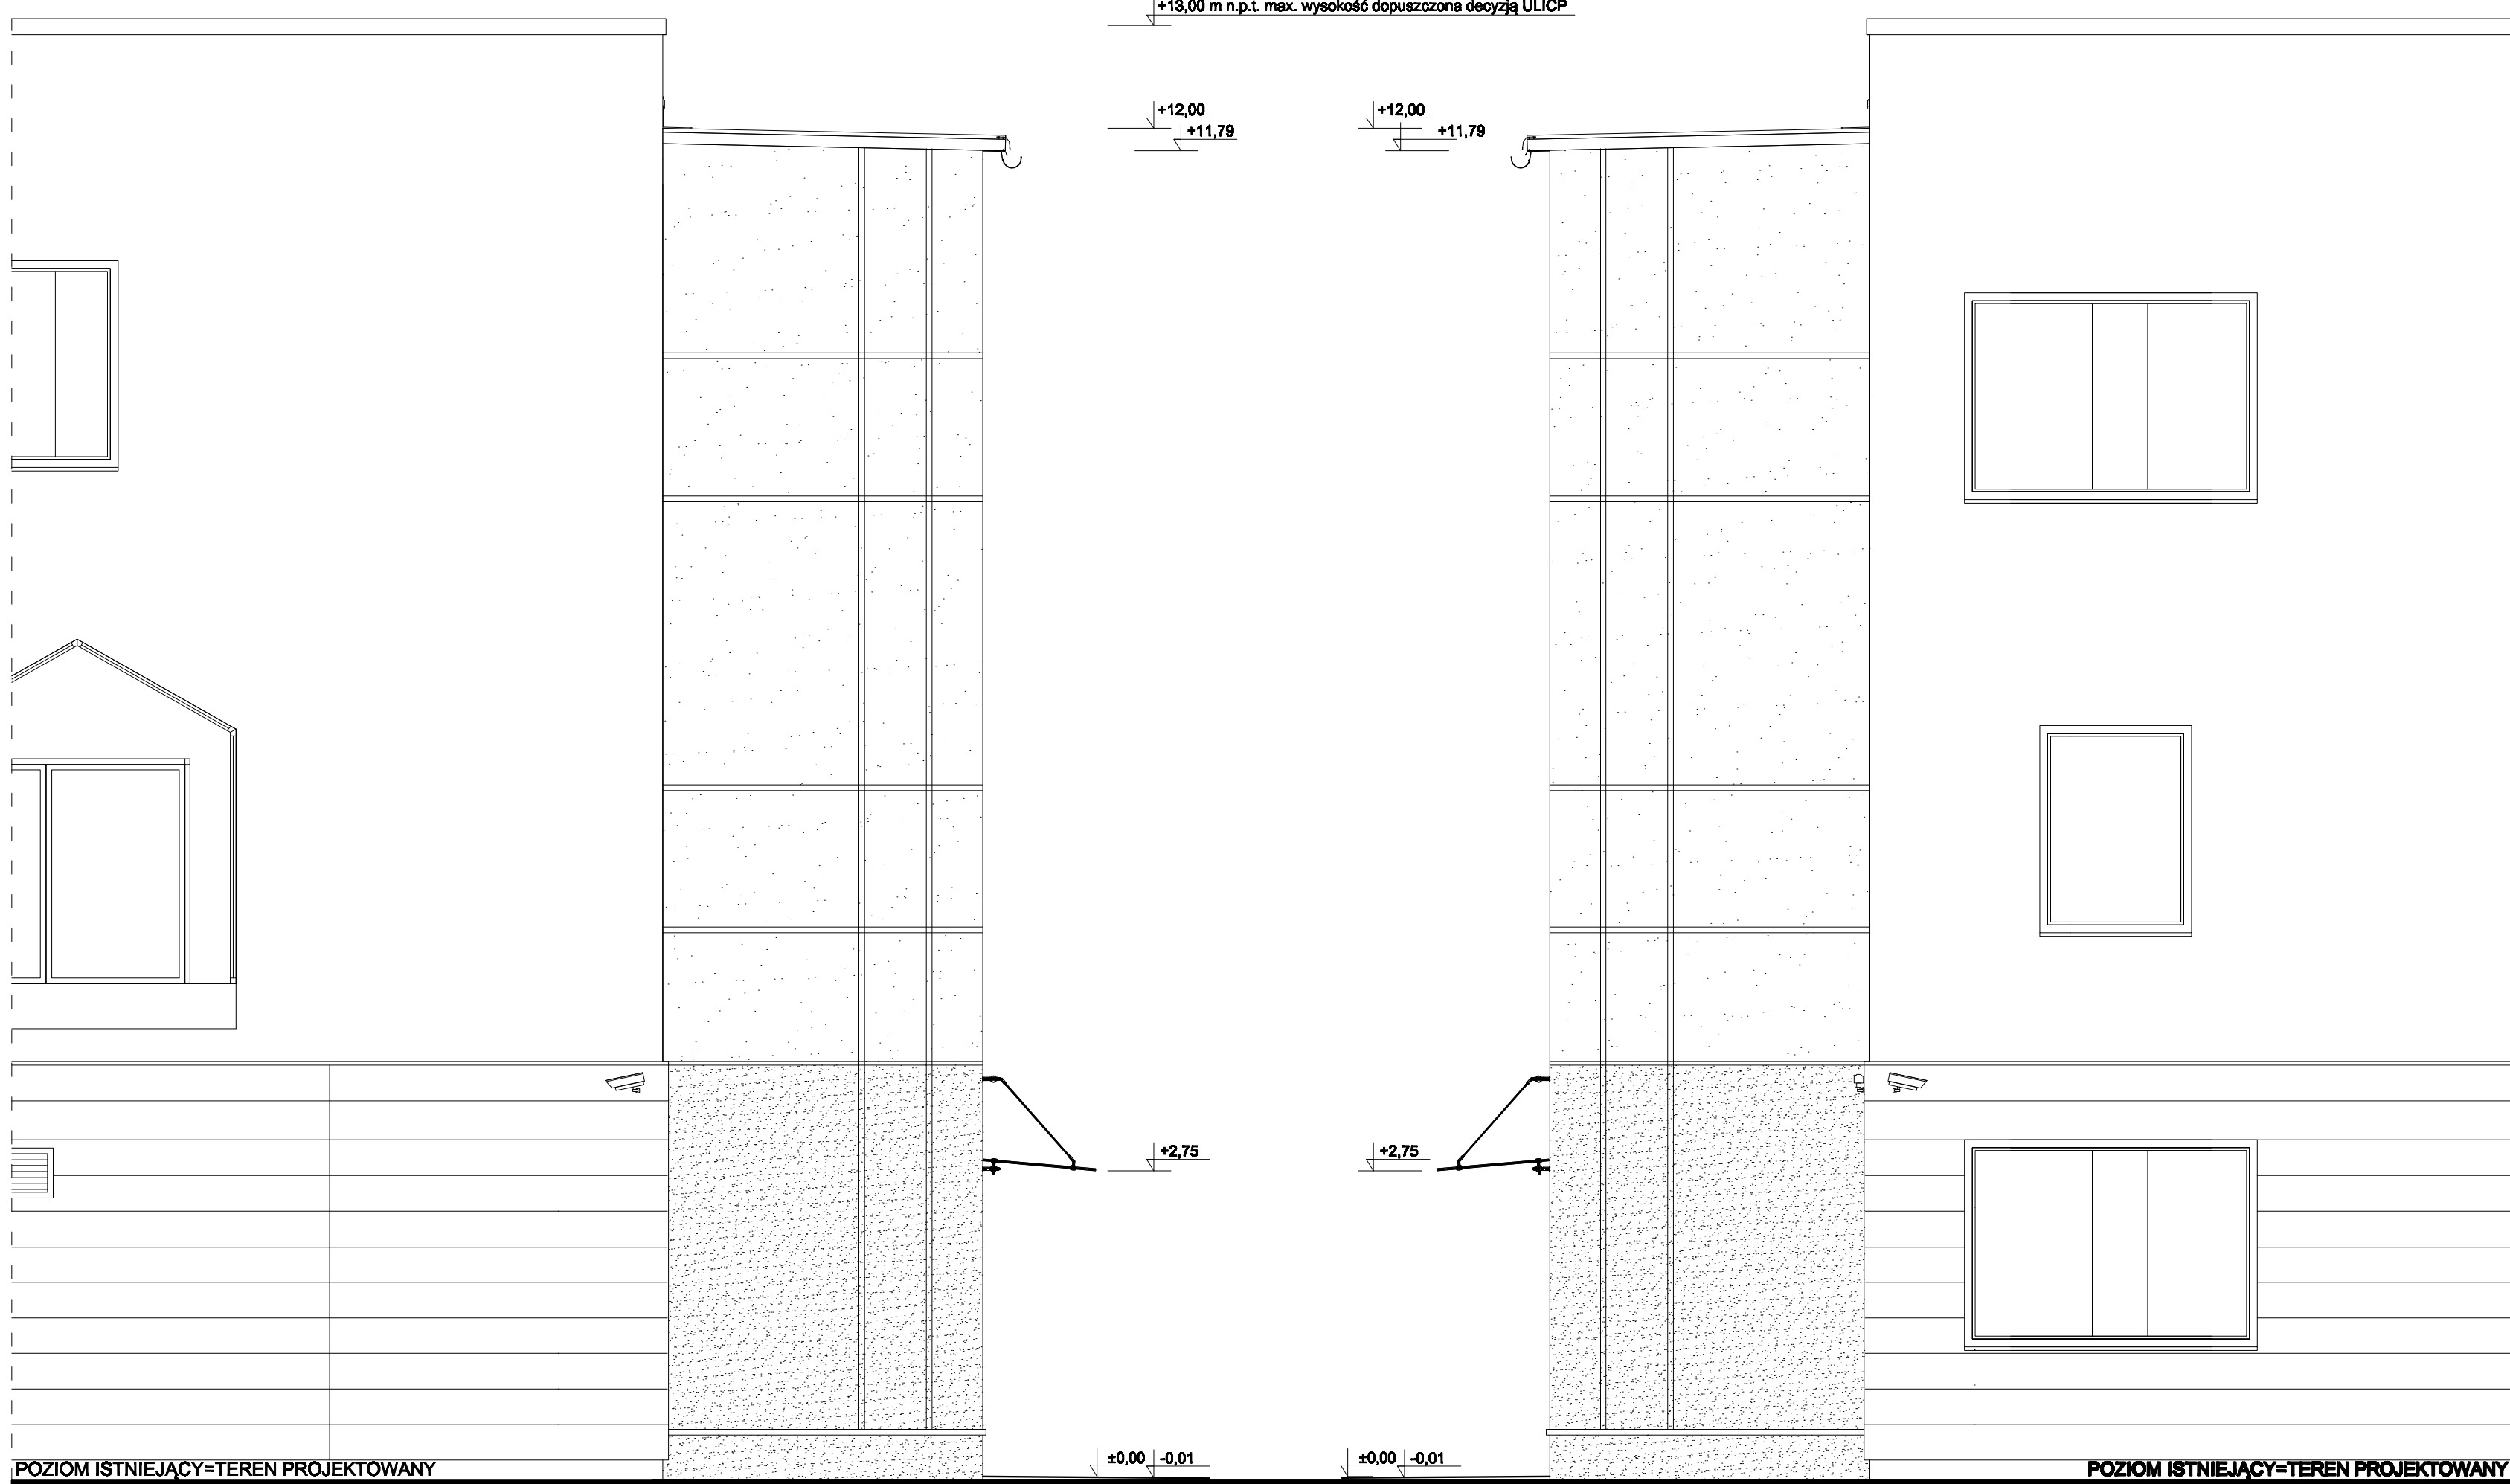 +13,00 m n.p.t. max. wysokość dopuszczona decyzją ULICP
+12,00
+11,79
+12,00
+11,79
+2,75
+2,75
±0,00 -0,01
±0,00 -0,01
POZIOM ISTNIEJĄCY=TEREN PROJEKTOWANY
POZIOM ISTNIEJĄCY=TEREN PROJEKTOWANY